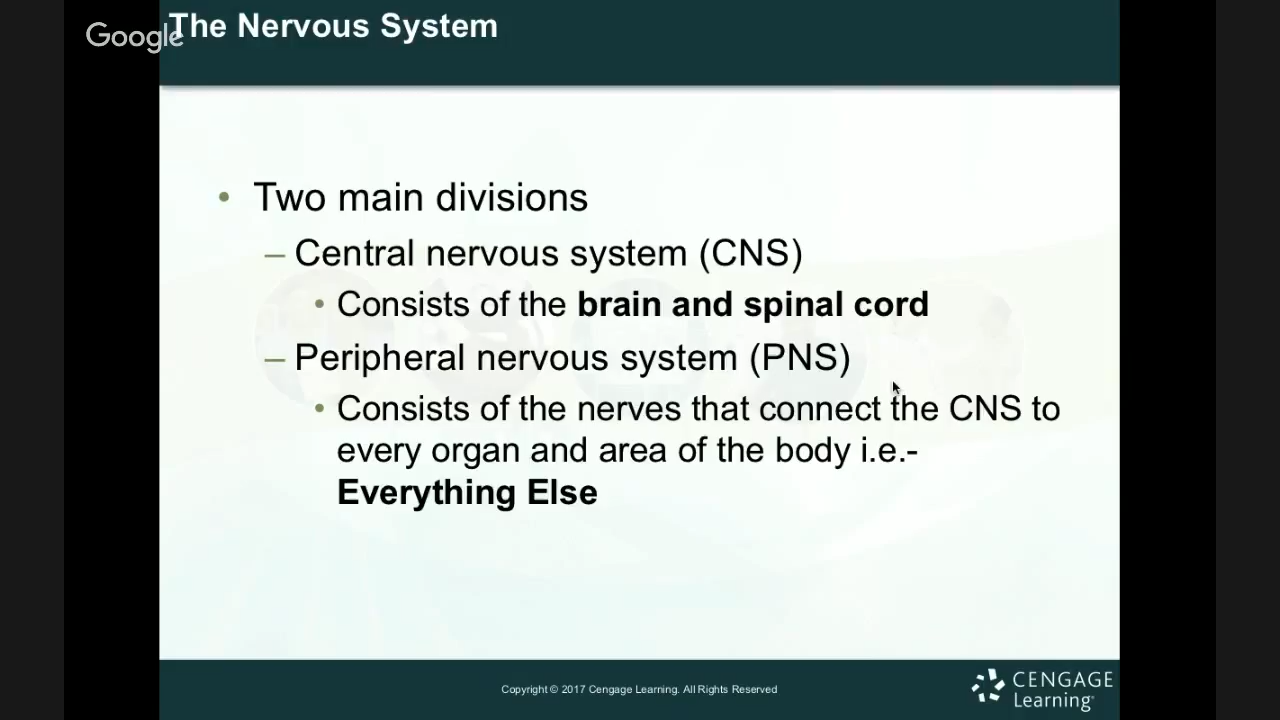 Google
The Nervous System
• Two main divisions
– Central nervous system (CNS)
• Consists of the brain and spinal cord
– Peripheral nervous system (PNS)
• Consists of the nerves that connect the CNS to
every organ and area of the body i.e.-
Everything Else
Copyright © 2017 Cengage Learning. All Rights Reserved
CENGAGE
Learning